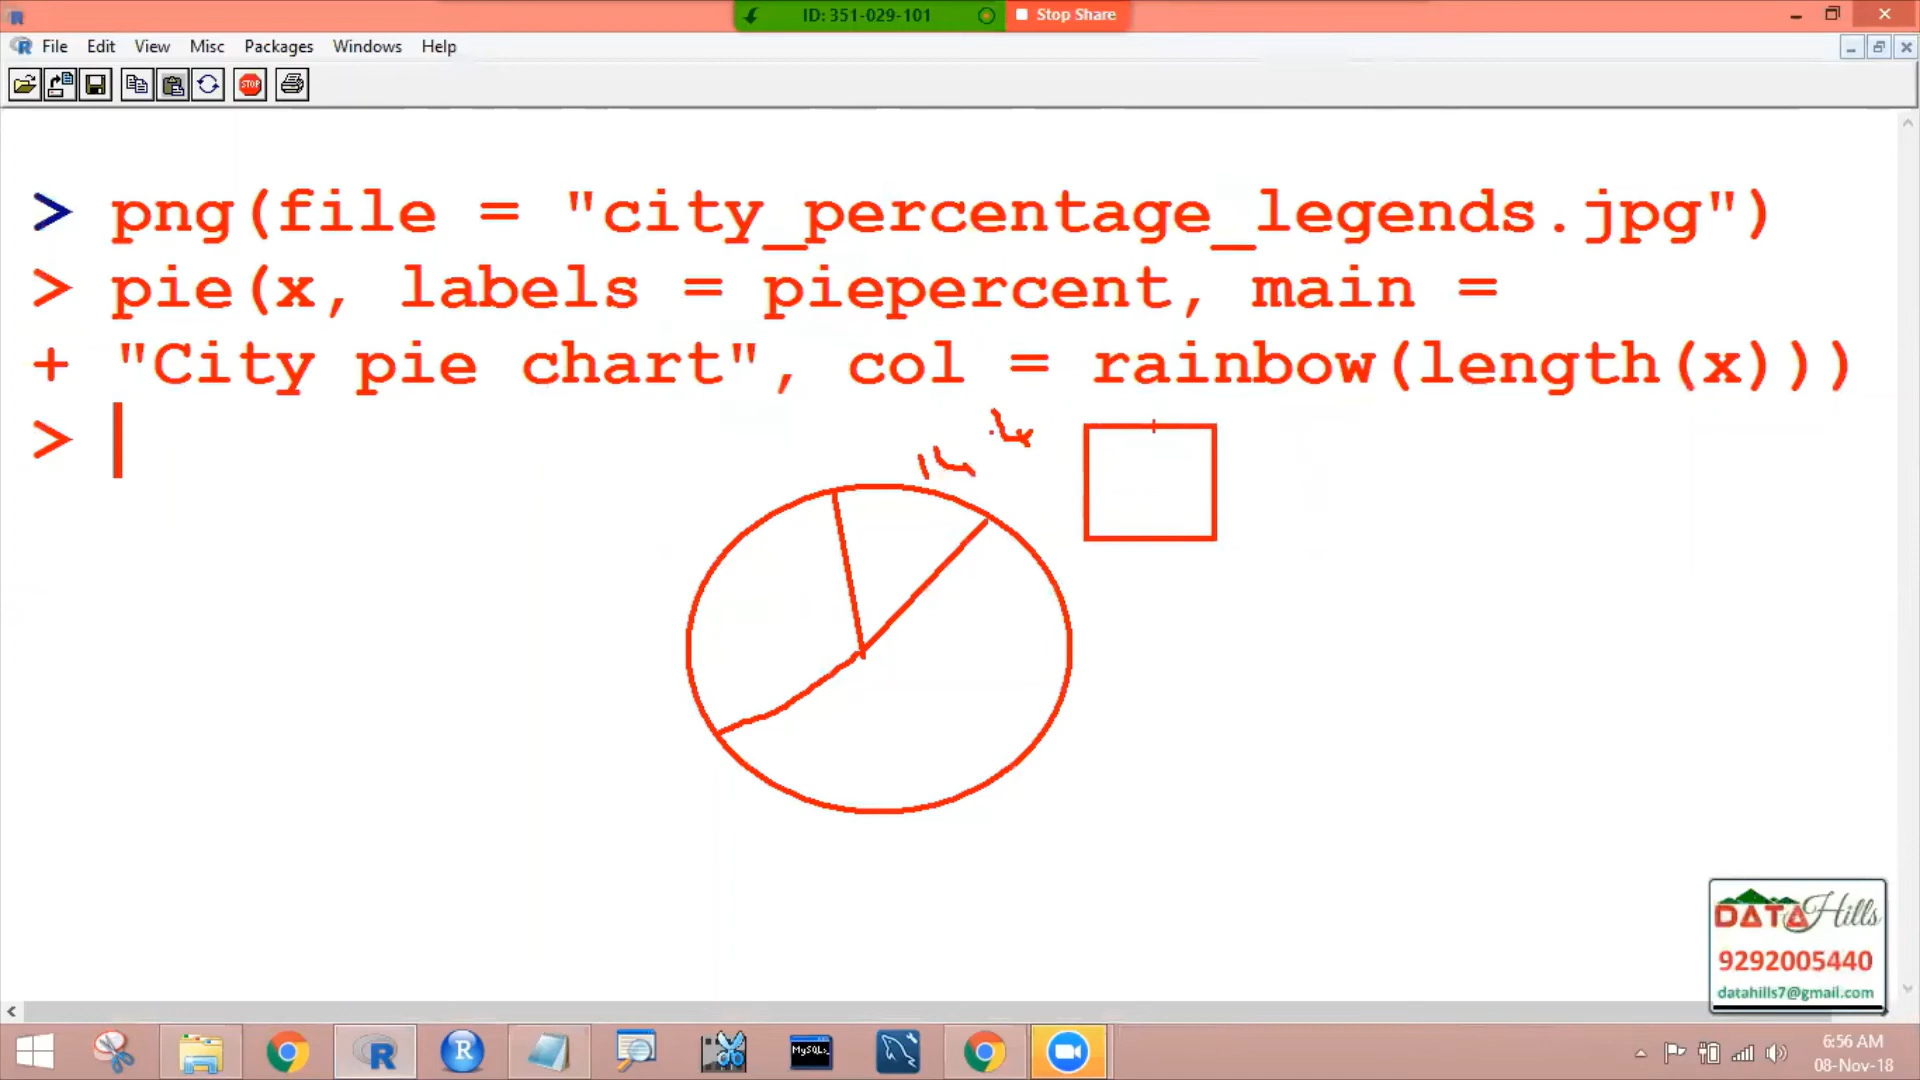 ID: 351-029-101
Stop Share
File Edit View Misc Packages Windows Help
STOP
> png(file = "city_percentage_legends.jpg")
> pie(x, labels = piepercent, main =
+ "City pie chart", col = rainbow(length(x)))
>
DATAHills
9292005440
datahills7@gmail.com
MySQL
6:56 AM
08-Nov-18